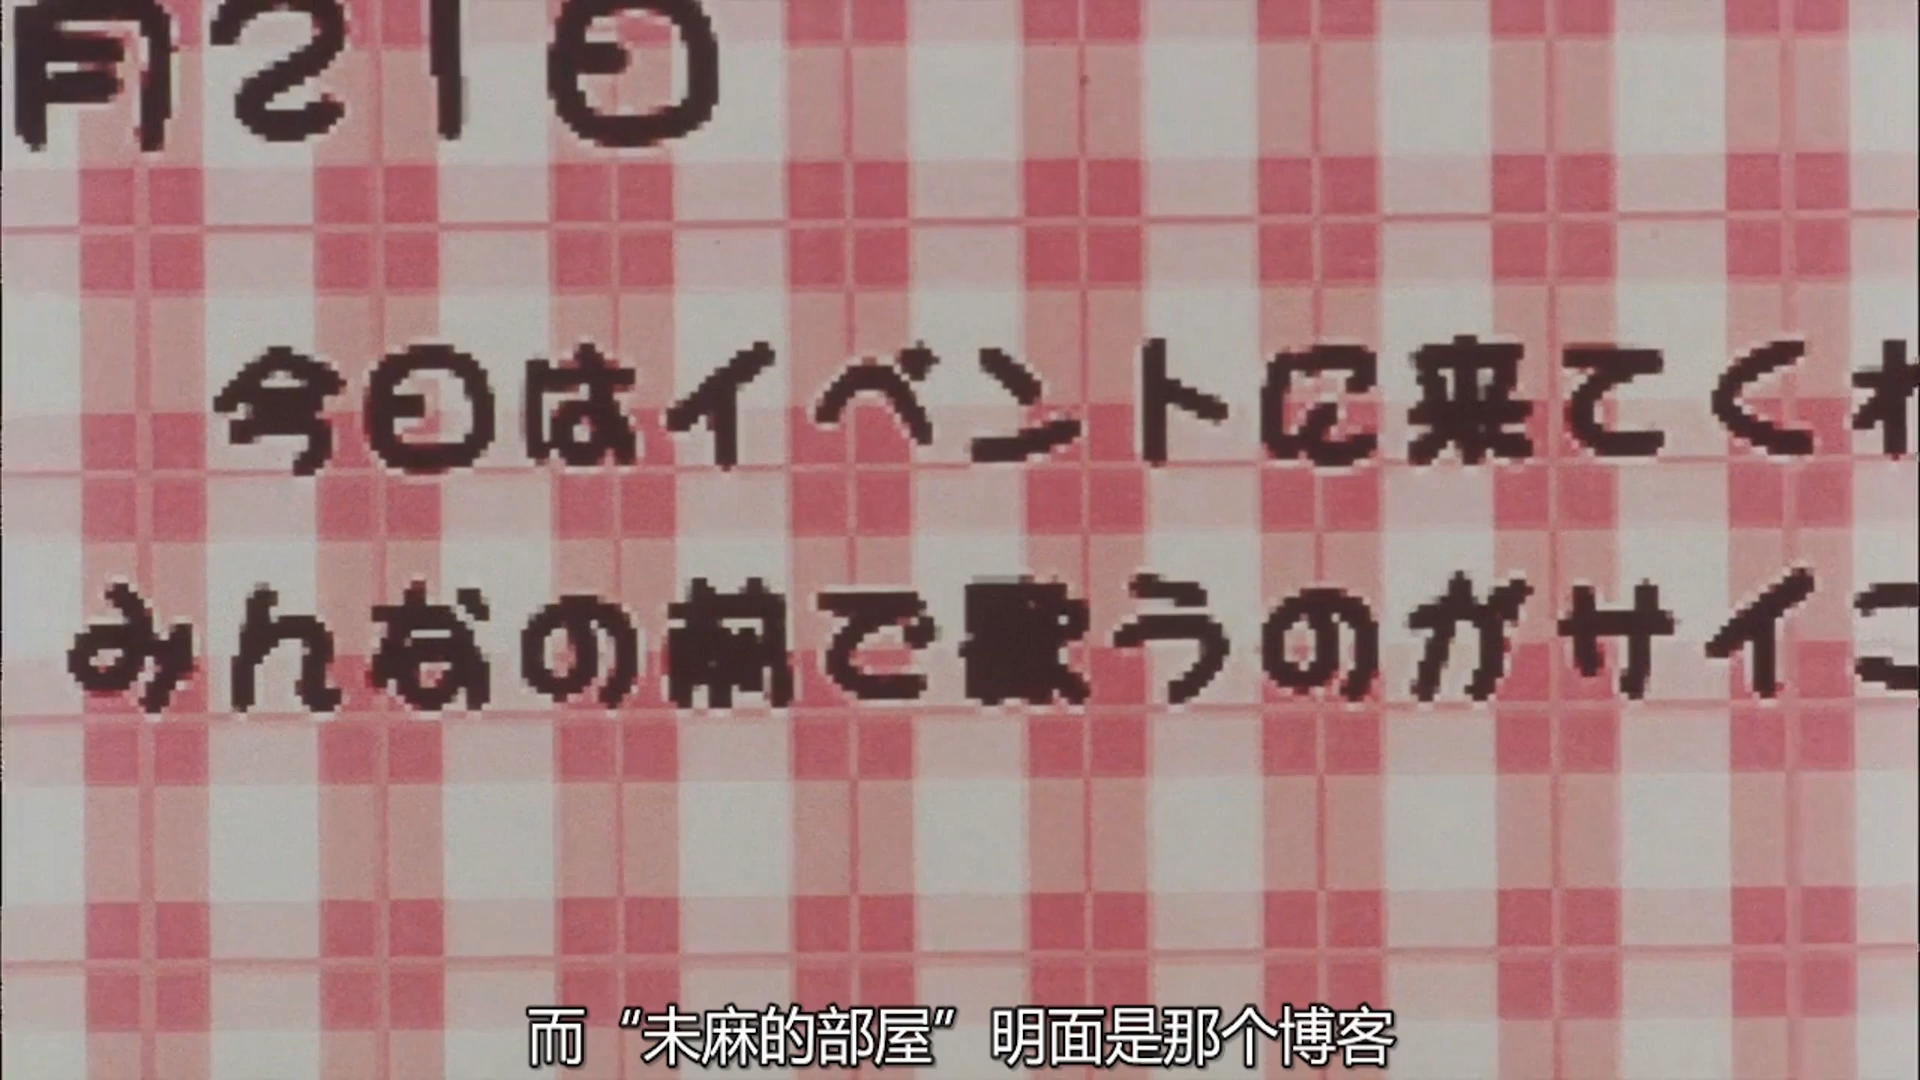 月21日
今日はイベントに来てくれ
みんなの前で歌うのがサイコ
而“未麻的部屋”明面是那个博客